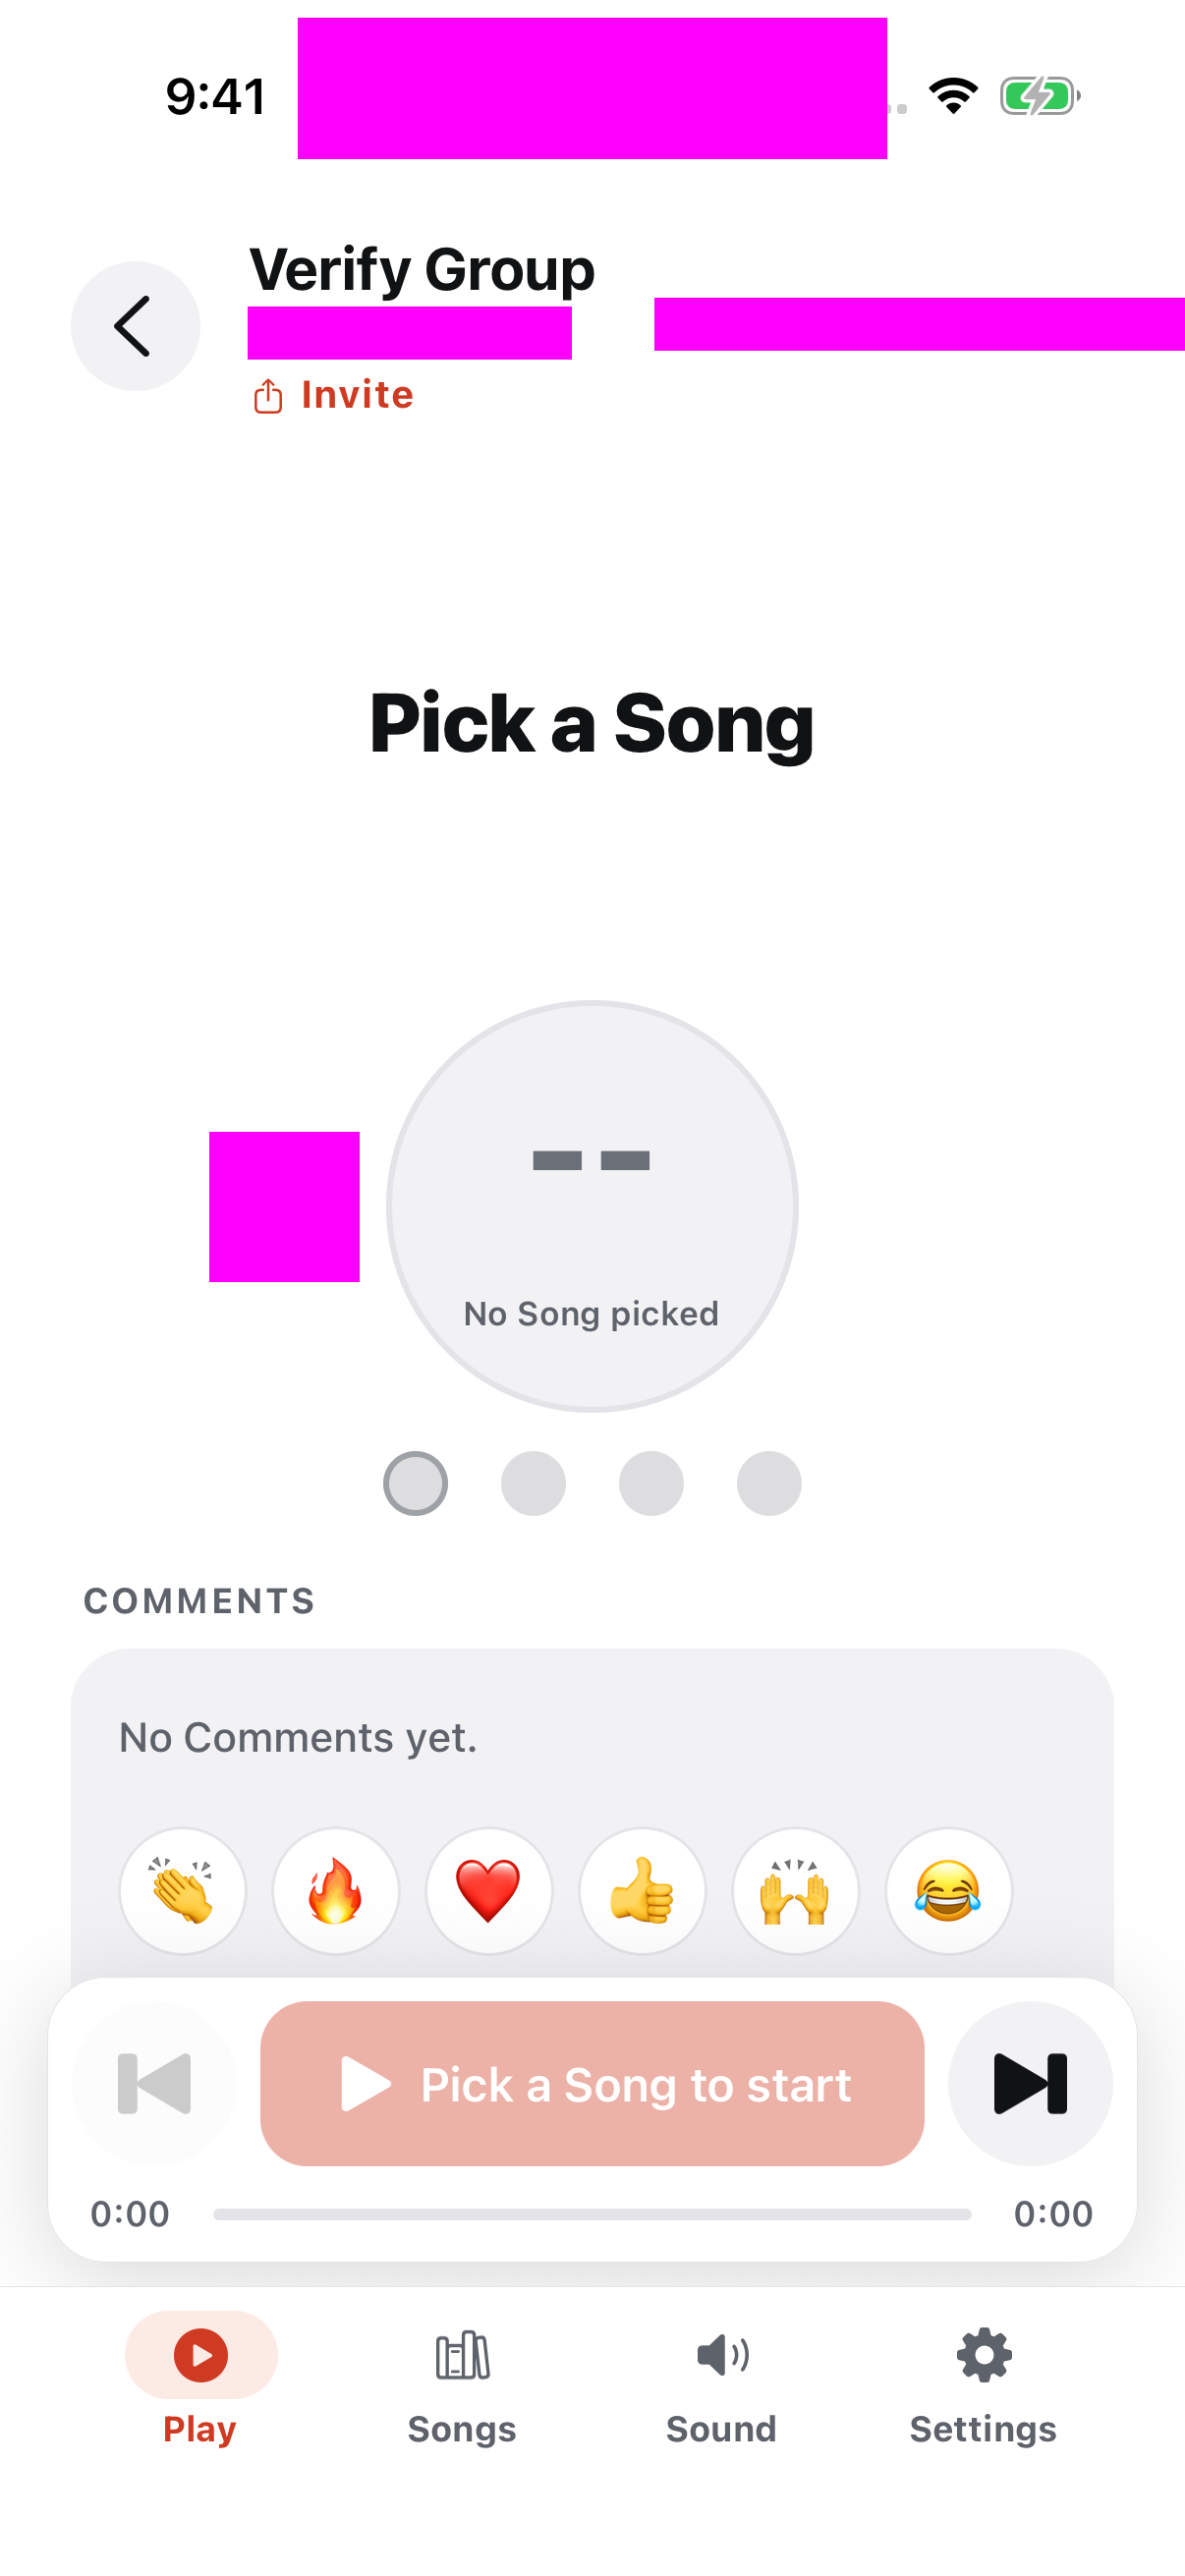 9:41
Verify Group
Invite
Pick a Song
--
No Song picked
COMMENTS
No Comments yet.
Pick a Song to start
0:00
0:00
Play
Songs
Sound
Settings